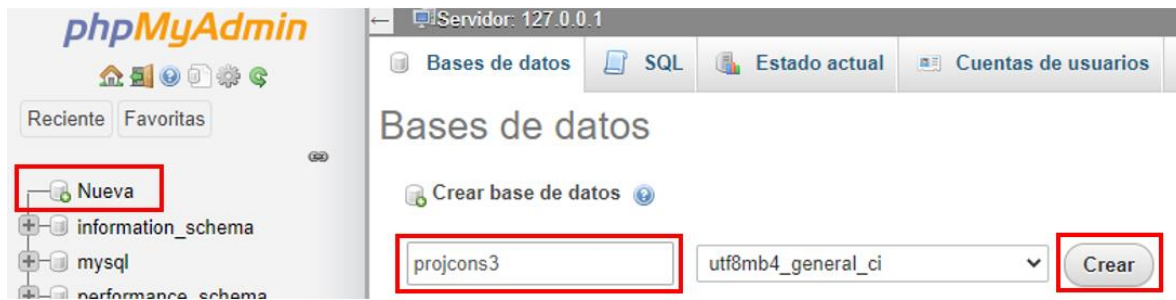 phpMyAdmin
Reciente Favoritas
Nueva
information_schema
mysql
performance_schema
Servidor: 127.0.0.1
Bases de datos SQL Estado actual Cuentas de usuarios
Bases de datos
Crear base de datos
projcons3 utf8mb4_general_ci Crear